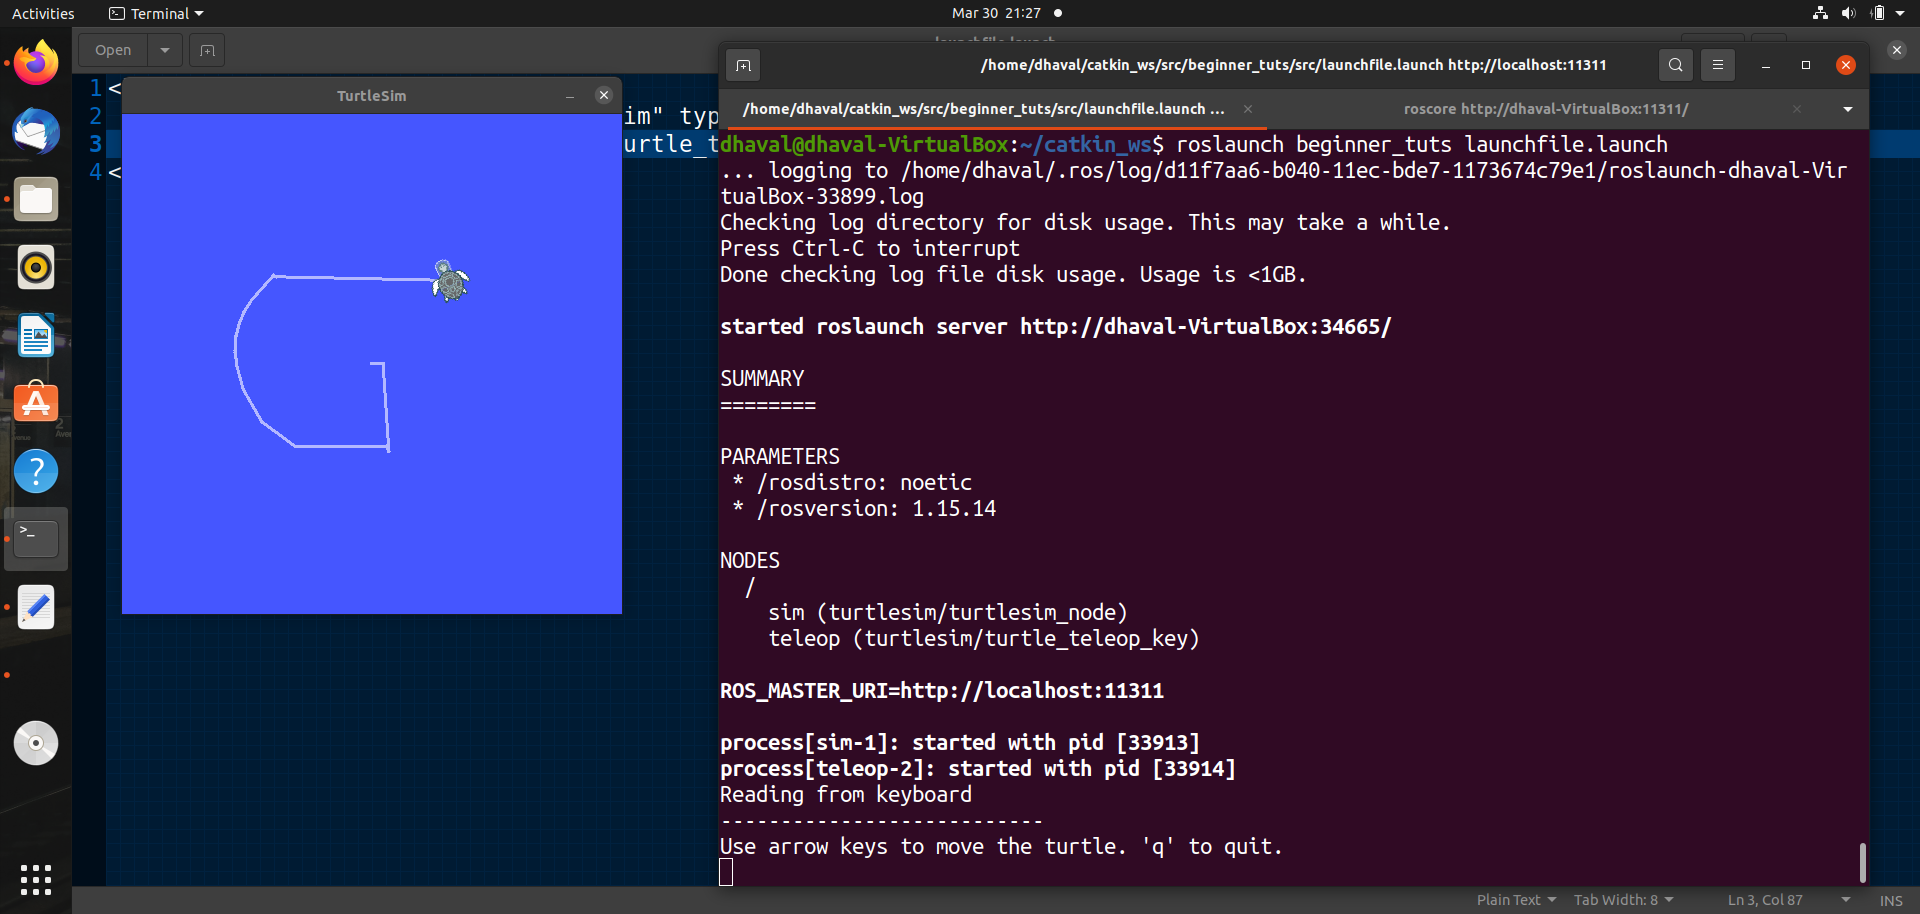 Activities
Terminal
Mar 30 21:27
Open
1 <
2 im" typ
3 urtle_t
4 <
TurtleSim
/home/dhaval/catkin_ws/src/beginner_tuts/src/launchfile.launch http://localhost:11311
/home/dhaval/catkin_ws/src/beginner_tuts/src/launchfile.launch ...
roscore http://dhaval-VirtualBox:11311/
dhaval@dhaval-VirtualBox:~/catkin_ws$ roslaunch beginner_tuts launchfile.launch
... logging to /home/dhaval/.ros/log/d11f7aa6-b040-11ec-bde7-1173674c79e1/roslaunch-dhaval-Vir
tualBox-33899.log
Checking log directory for disk usage. This may take a while.
Press Ctrl-C to interrupt
Done checking log file disk usage. Usage is <1GB.
started roslaunch server http://dhaval-VirtualBox:34665/
SUMMARY
========
PARAMETERS
* /rosdistro: noetic
* /rosversion: 1.15.14
NODES
/
sim (turtlesim/turtlesim_node)
teleop (turtlesim/turtle_teleop_key)
ROS_MASTER_URI=http://localhost:11311
process[sim-1]: started with pid [33913]
process[teleop-2]: started with pid [33914]
Reading from keyboard
---------------------------
Use arrow keys to move the turtle. 'q' to quit.
Plain Text
Tab Width: 8
Ln 3, Col 87
INS